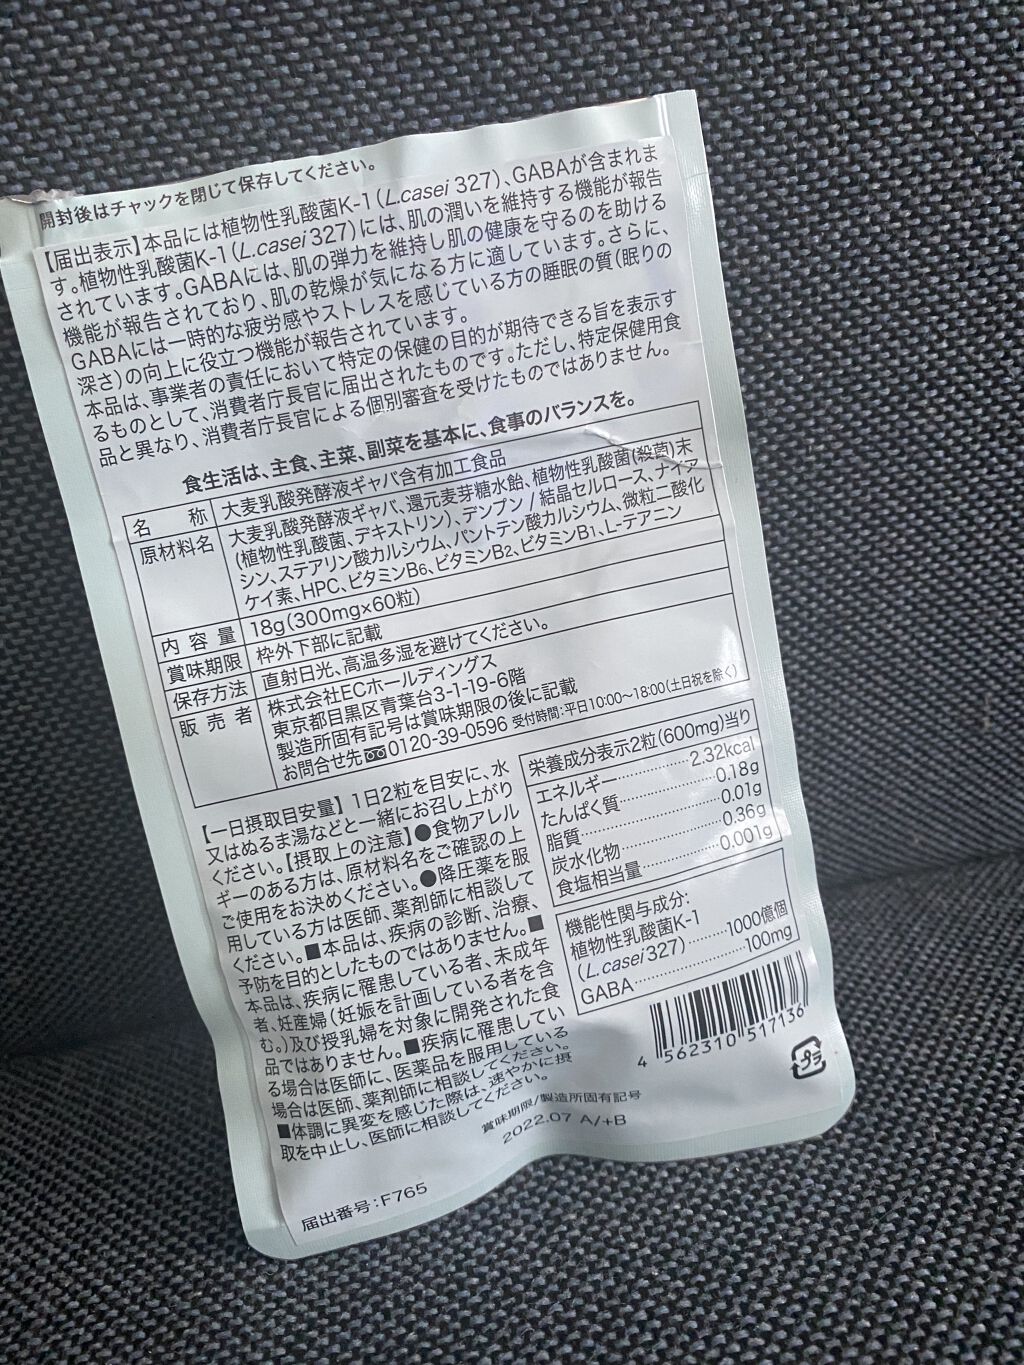 開封後はチャックを閉じて保存してください。
【届出表示】本品には植物性乳酸菌K-1(L.casei 327)、GABAが含まれま
す。植物性乳酸菌K-1(L.casei 327)には、肌の潤いを維持する機能が報告
されています。GABAには、肌の弾力を維持し肌の健康を守るのを助ける
機能が報告されており、肌の乾燥が気になる方に適しています。さらに、
GABAには一時的な疲労感やストレスを感じている方の睡眠の質(眠りの
深さ)の向上に役立つ機能が報告されています。
本品は、事業者の責任において特定の保健の目的が期待できる旨を表示す
るものとして、消費者庁長官に届出されたものです。ただし、特定保健用食
品と異なり、消費者庁長官による個別審査を受けたものではありません。
食生活は、主食、主菜、副菜を基本に、食事のバランスを。
名称 大麦乳酸発酵液ギャバ含有加工食品
原材料名 大麦乳酸発酵液ギャバ、還元麦芽糖水飴、植物性乳酸菌(殺菌)末
(植物性乳酸菌、デキストリン)、デンプン/結晶セルロース、ナイア
シン、ステアリン酸カルシウム、パントテン酸カルシウム、微粒二酸化
ケイ素、HPC、ビタミンB6、ビタミンB2、ビタミンB1、L-テアニン
内容量 18g(300mg×60粒)
賞味期限 枠外下部に記載
保存方法 直射日光、高温多湿を避けてください。
販売者 株式会社ECホールディングス
東京都目黒区青葉台3-1-19-6階
製造所固有記号は賞味期限の後に記載
お問合せ先 0120-39-0596 受付時間:平日10:00~18:00(土日祝を除く)
【一日摂取目安量】 1日2粒を目安に、水
又はぬるま湯などと一緒にお召し上がり
ください。【摂取上の注意】●食物アレル
ギーのある方は、原材料名をご確認の上
ご使用をお決めください。●降圧薬を服
用している方は医師、薬剤師に相談して
ください。■本品は、疾病の診断、治療、
予防を目的としたものではありません。■
本品は、疾病に罹患している者、未成年
者、妊産婦(妊娠を計画している者を含
む。)及び授乳婦を対象に開発された食
品ではありません。■疾病に罹患してい
る場合は医師に、医薬品を服用している
場合は医師、薬剤師に相談してください。
■体調に異変を感じた際は、速やかに摂
取を中止し、医師に相談してください。
栄養成分表示2粒(600mg)当り
エネルギー……………2.32kcal
たんぱく質……………0.18g
脂質……………0.01g
炭水化物……………0.36g
食塩相当量……………0.001g
機能性関与成分:
植物性乳酸菌K-1
(L.casei 327)………1000億個
GABA……………100mg
4 562310 517136
プラ
賞味期限/製造所固有記号
2022.07 A/+B
届出番号:F765